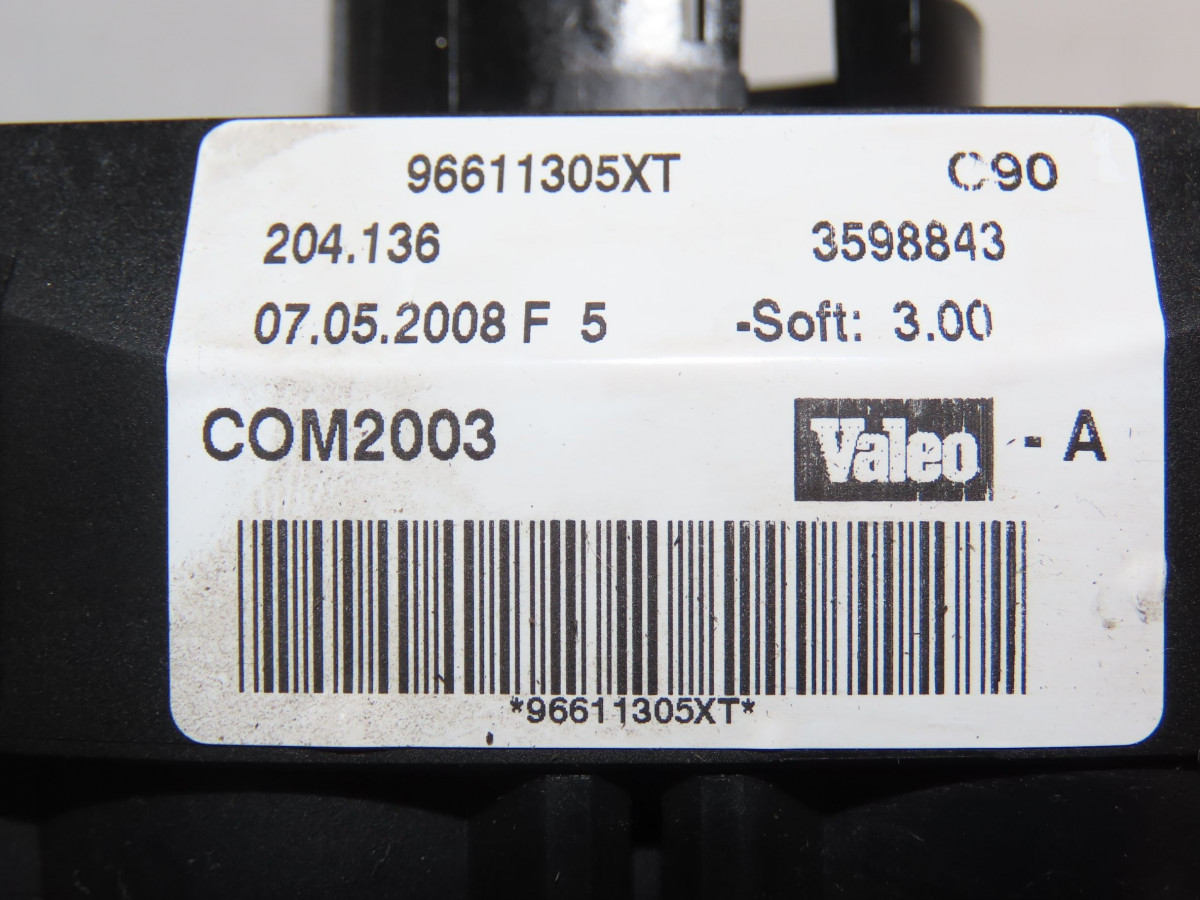 96611305XT C90
204.136 3598843
07.05.2008 F 5 -Soft: 3.00
COM2003 Valeo - A
*96611305XT*